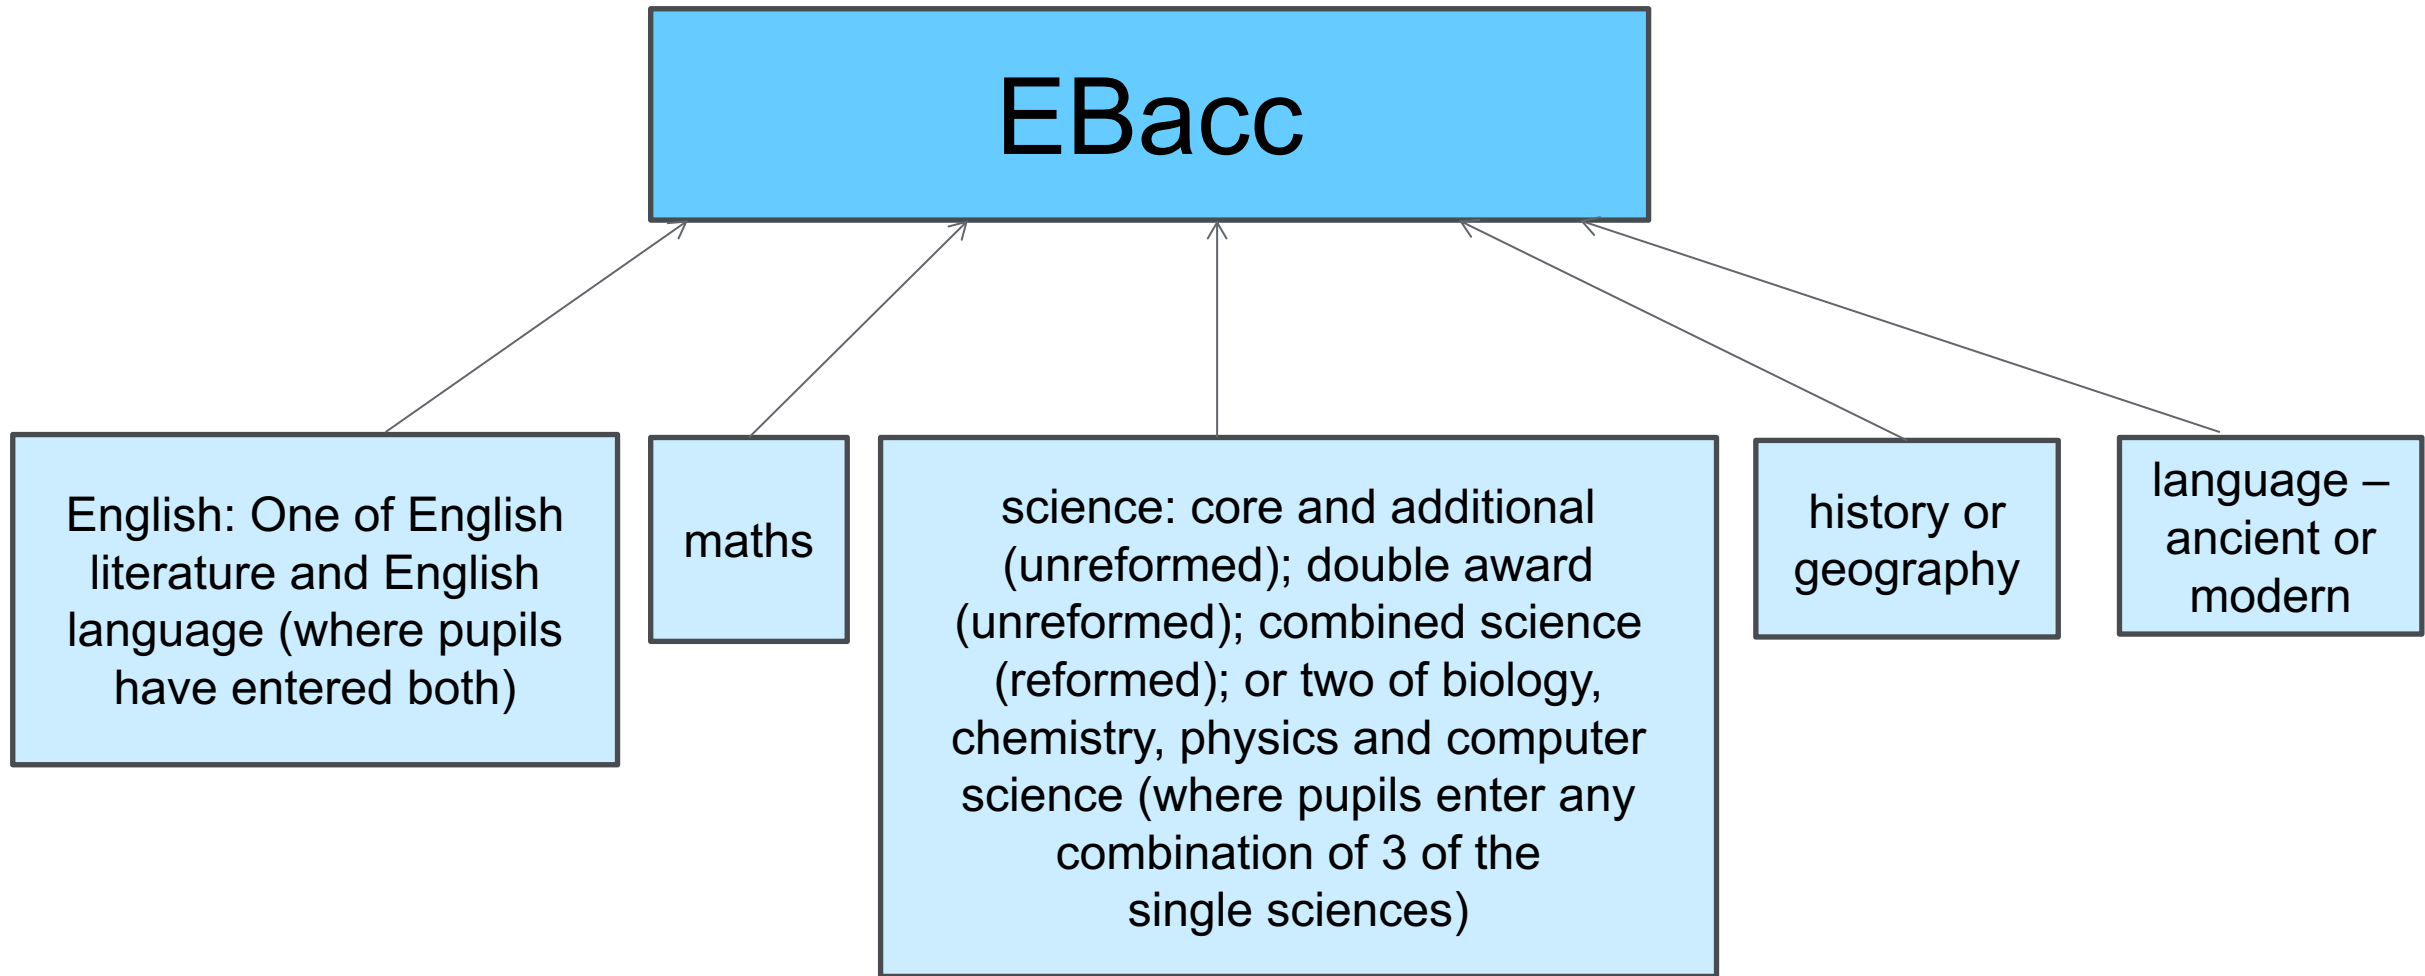 EBacc
English: One of English
literature and English
language (where pupils
have entered both)
maths
science: core and additional
(unreformed); double award
(unreformed); combined science
(reformed); or two of biology,
chemistry, physics and computer
science (where pupils enter any
combination of 3 of the
single sciences)
history or
geography
language –
ancient or
modern